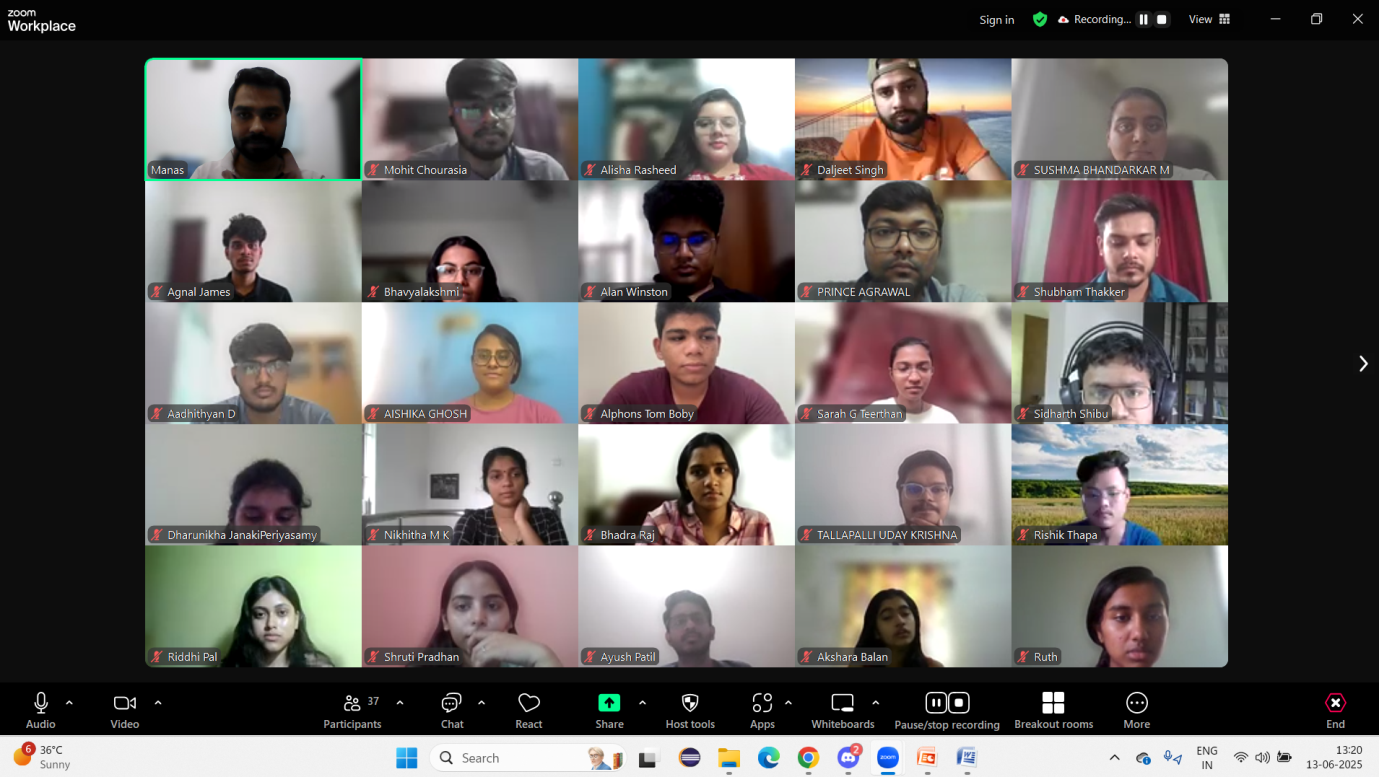 zoom
Workplace
Sign in
Recording...
View
Manas
Mohit Chourasia
Alisha Rasheed
Daljeet Singh
SUSHMA BHANDARKAR M
Agnal James
Bhavyalakshmi
Alan Winston
PRINCE AGRAWAL
Shubham Thakker
Aadhithyan D
AISHIKA GHOSH
Alphons Tom Boby
Sarah G Teerthan
Sidharth Shibu
Dharunikha JanakiPeriyasamy
Nikhitha M K
Bhadra Raj
TALLAPALLI UDAY KRISHNA
Rishik Thapa
Riddhi Pal
Shruti Pradhan
Ayush Patil
Akshara Balan
Ruth
Audio
Video
Participants
37
Chat
React
Share
Host tools
Apps
Whiteboards
Pause/stop recording
Breakout rooms
More
End
6
36°C
Sunny
Search
2
zoom
ENG
IN
13:20
13-06-2025